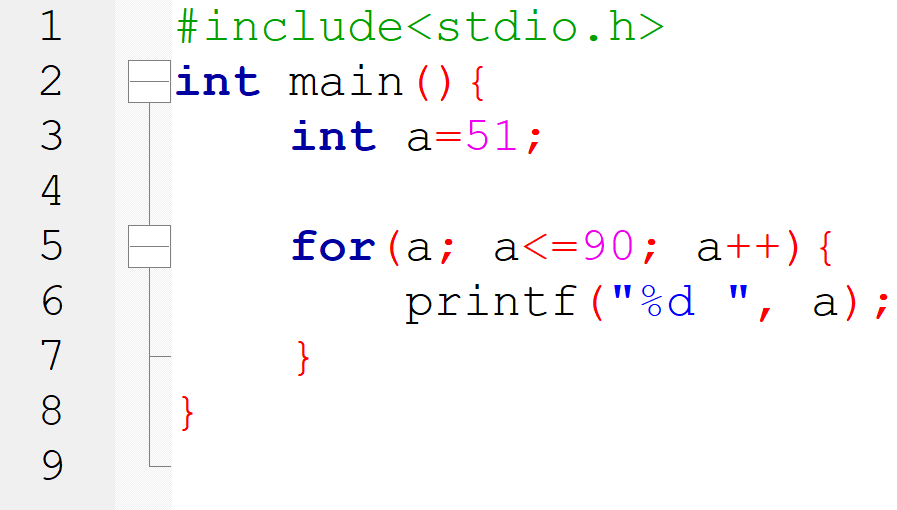 1 #include<stdio.h>
2 int main(){
3     int a=51;
4
5     for(a; a<=90; a++){
6         printf("%d ", a);
7     }
8 }
9